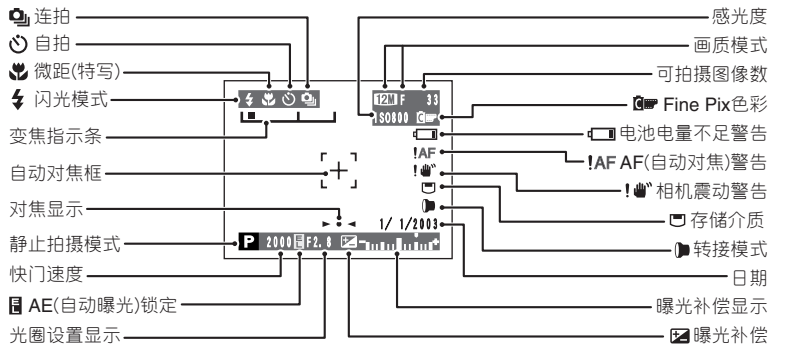 连拍
自拍
微距(特写)
闪光模式
变焦指示条
自动对焦框
对焦显示
静止拍摄模式
快门速度
AE(自动曝光)锁定
光圈设置显示
12M F 33
ISO800
!AF
1/ 1/2003
P 2000 F2.8
感光度
画质模式
可拍摄图像数
Fine Pix色彩
电池电量不足警告
!AF AF(自动对焦)警告
! 相机震动警告
存储介质
转接模式
日期
曝光补偿显示
曝光补偿